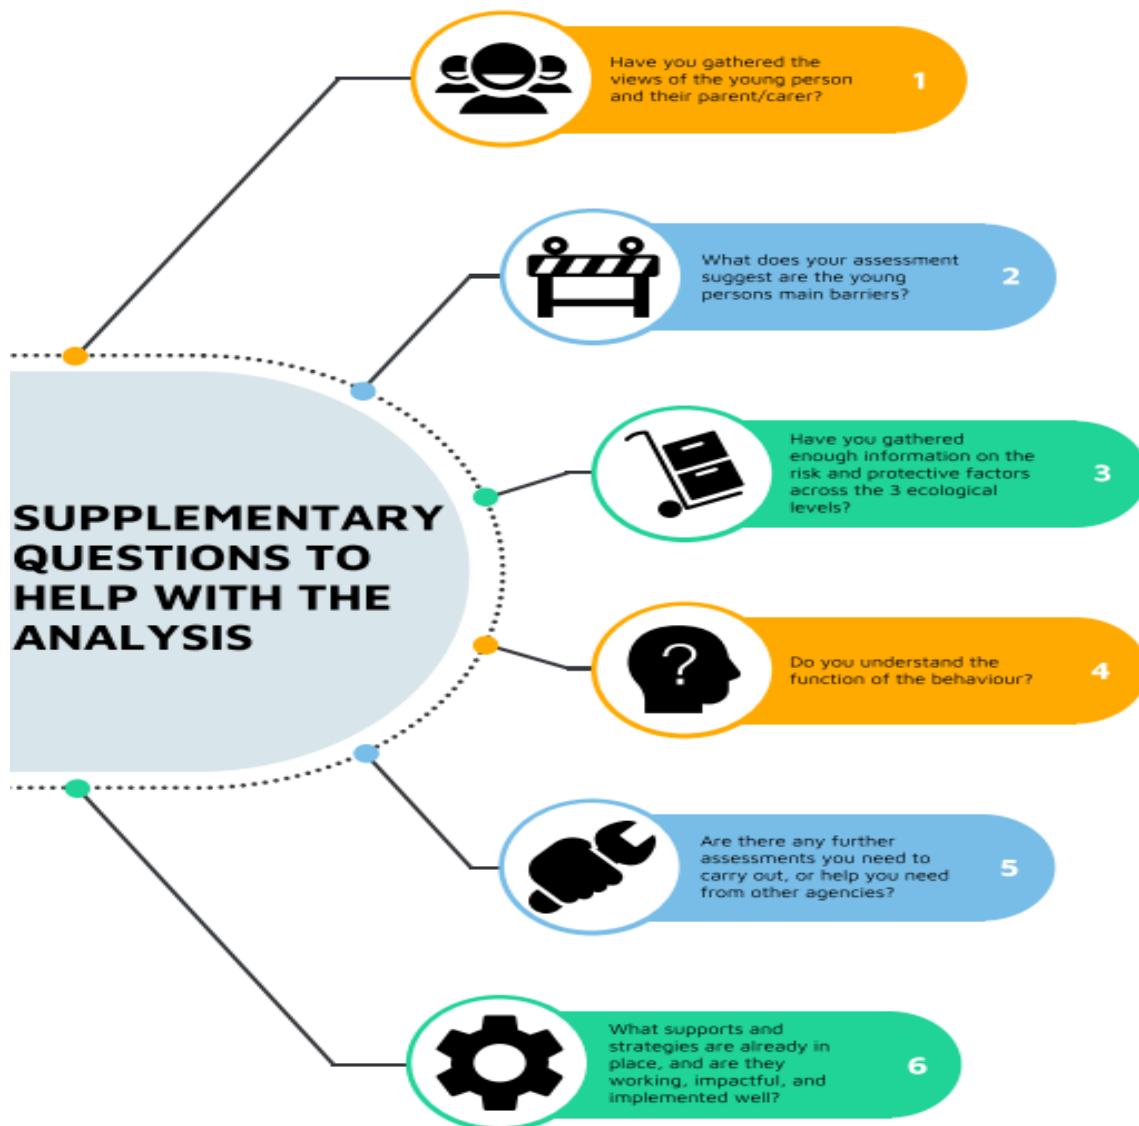 Have you gathered the
views of the young person
and their parent/carer?
1
What does your assessment
suggest are the young
persons main barriers?
2
Have you gathered
enough information on the
risk and protective factors
across the 3 ecological
levels?
3
SUPPLEMENTARY
QUESTIONS TO
HELP WITH THE
ANALYSIS
?
Do you understand the
function of the behaviour?
4
Are there any further
assessments you need to
carry out, or help you need
from other agencies?
5
What supports and
strategies are already in
place, and are they
working, impactful, and
implemented well?
6